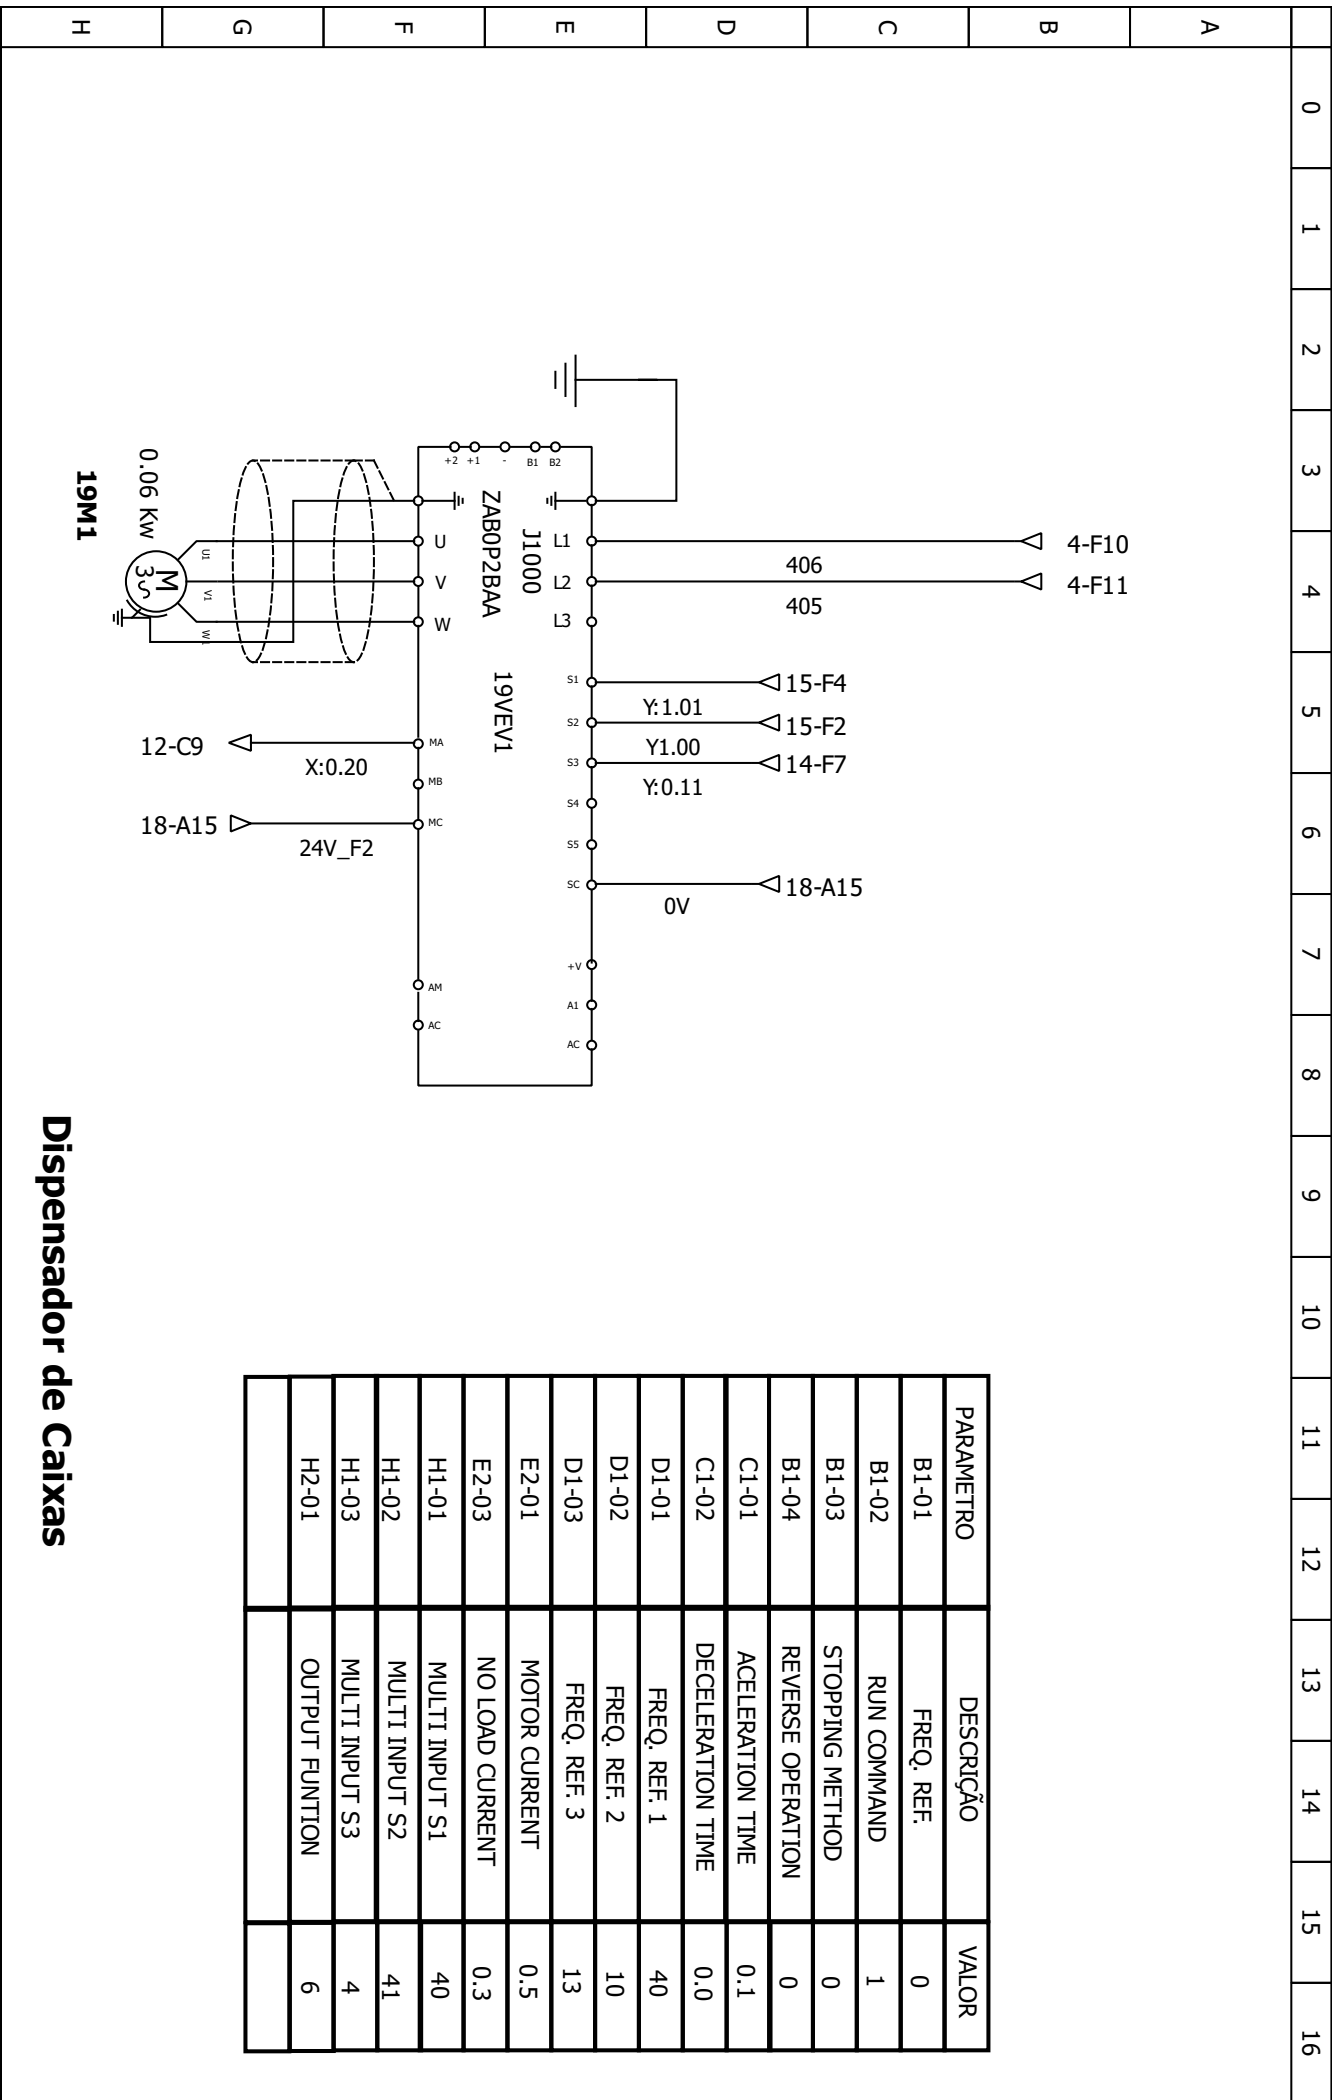 0 1 2 3 4 5 6 7 8 9 10 11 12 13 14 15 16
A
B
C
D
E
F
G
H
4-F10
4-F11
406
405
15-F4
15-F2
14-F7
18-A15
Y:1.01
Y1.00
Y:0.11
0V
L1 L2 L3 S1 S2 S3 S4 S5 SC +V A1 AC
B2
B1
-
+1
+2
J1000
ZAB0P2BAA
19VEV1
U V W MA MB MC AM AC
X:0.20
24V_F2
12-C9
18-A15
U1 V1 W1
M
3
0.06 Kw
19M1
PARAMETRO DESCRIÇÃO VALOR
B1-01 FREQ. REF. 0
B1-02 RUN COMMAND 1
B1-03 STOPPING METHOD 0
B1-04 REVERSE OPERATION 0
C1-01 ACELERATION TIME 0.1
C1-02 DECELERATION TIME 0.0
D1-01 FREQ. REF. 1 40
D1-02 FREQ. REF. 2 10
D1-03 FREQ. REF. 3 13
E2-01 MOTOR CURRENT 0.5
E2-03 NO LOAD CURRENT 0.3
H1-01 MULTI INPUT S1 40
H1-02 MULTI INPUT S2 41
H1-03 MULTI INPUT S3 4
H2-01 OUTPUT FUNTION 6
Dispensador de Caixas